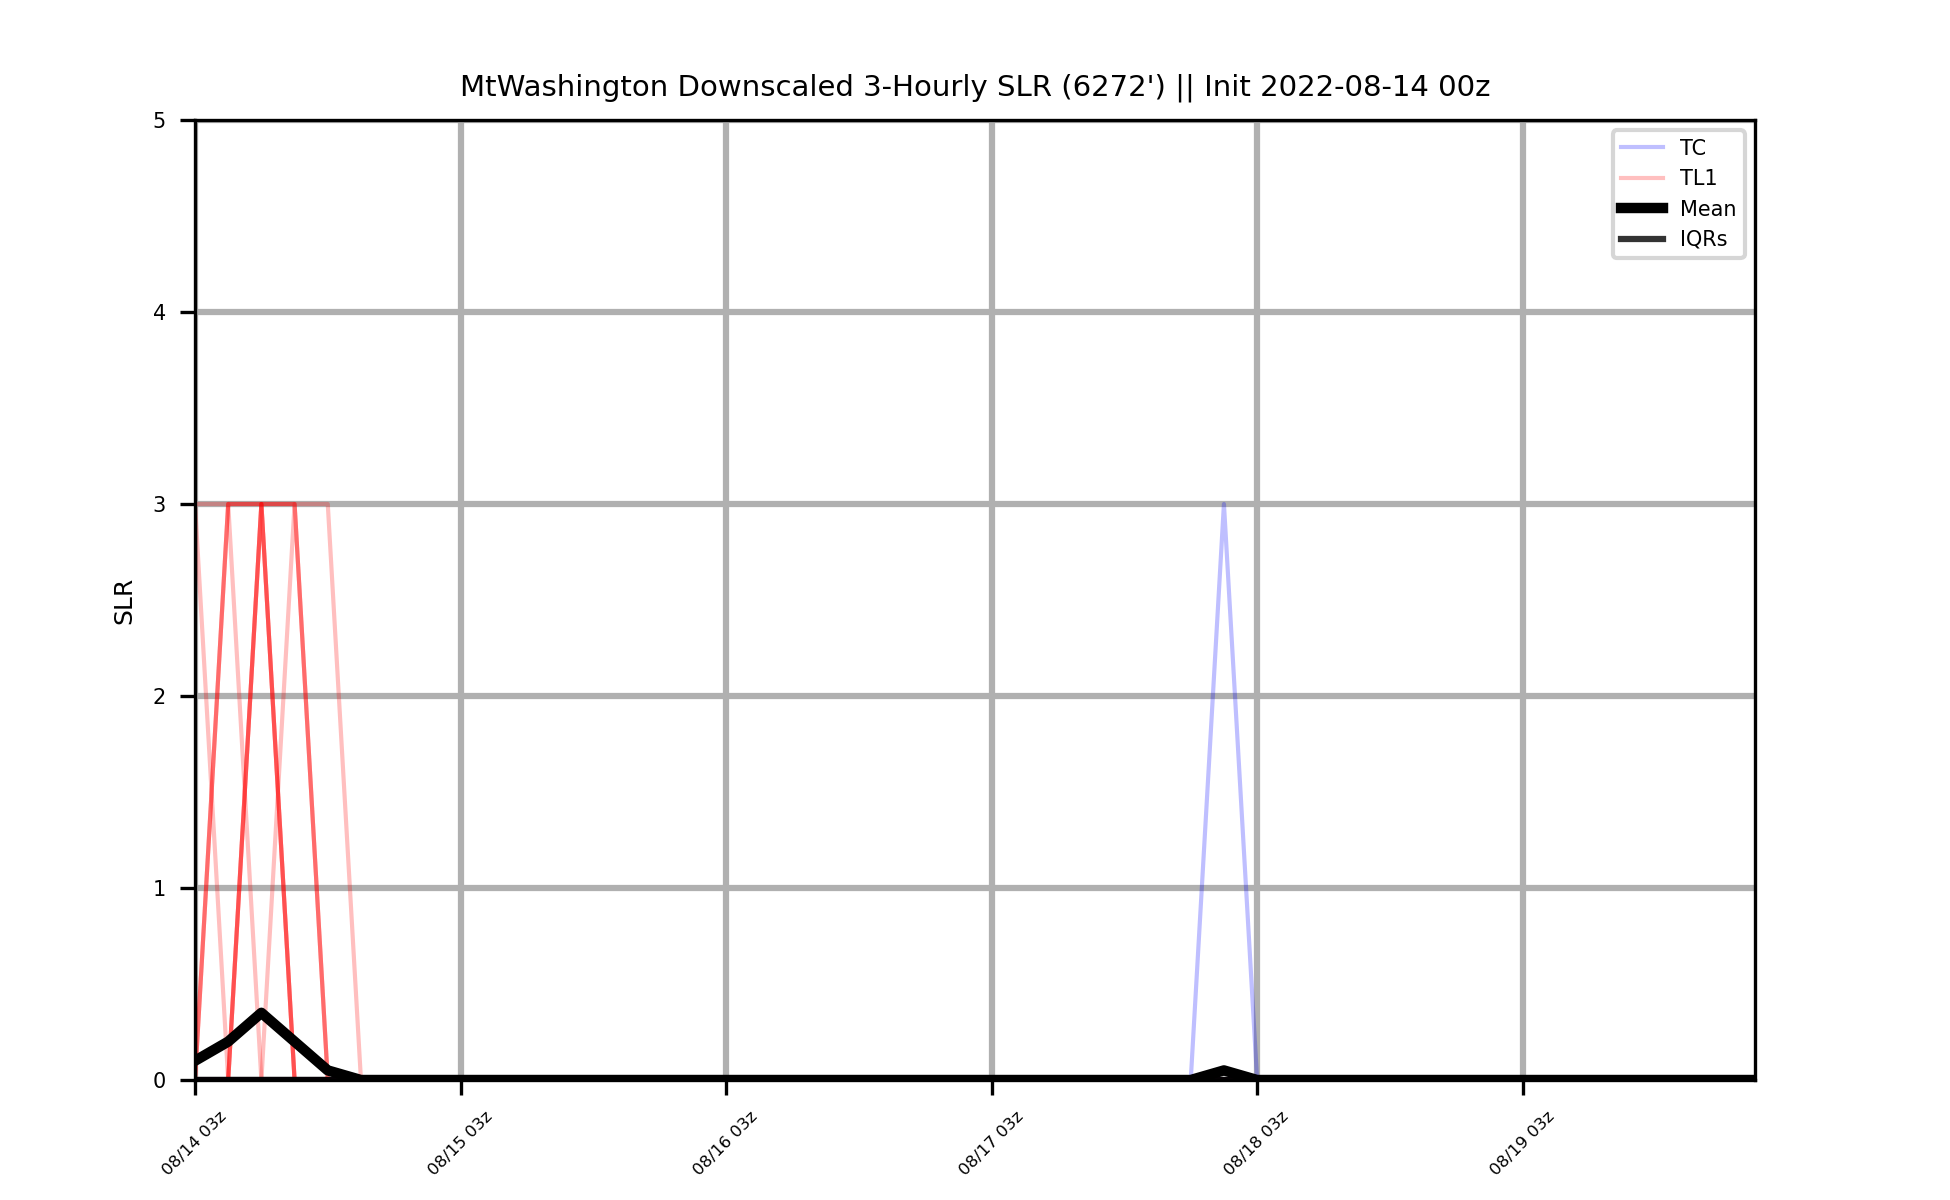 MtWashington Downscaled 3-Hourly SLR (6272') || Init 2022-08-14 00z
5
4
3
2
1
0
SLR
TC
TL1
Mean
IQRs
08/14 03z
08/15 03z
08/16 03z
08/17 03z
08/18 03z
08/19 03z